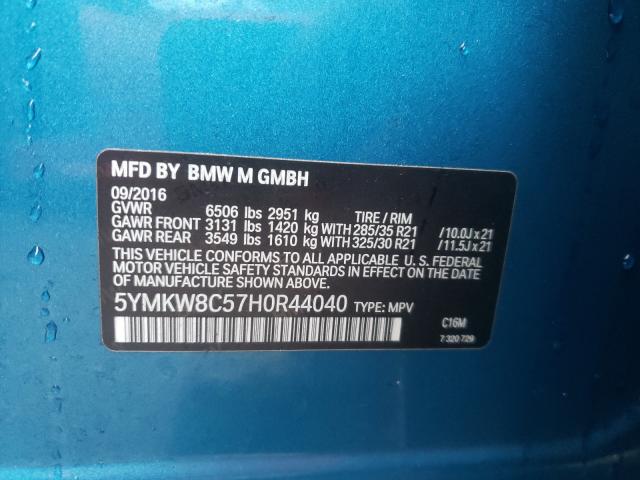 MFD BY BMW M GMBH
09/2016
GVWR 6506 lbs 2951 kg TIRE / RIM
GAWR FRONT 3131 lbs 1420 kg WITH 285/35 R21 /10.0J x 21
GAWR REAR 3549 lbs 1610 kg WITH 325/30 R21 /11.5J x 21
THIS VEHICLE CONFORMS TO ALL APPLICABLE U.S. FEDERAL
MOTOR VEHICLE SAFETY STANDARDS IN EFFECT ON THE
DATE OF MANUFACTURE SHOWN ABOVE.
5YMKW8C57H0R44040 TYPE: MPV
C16M
7 320 729